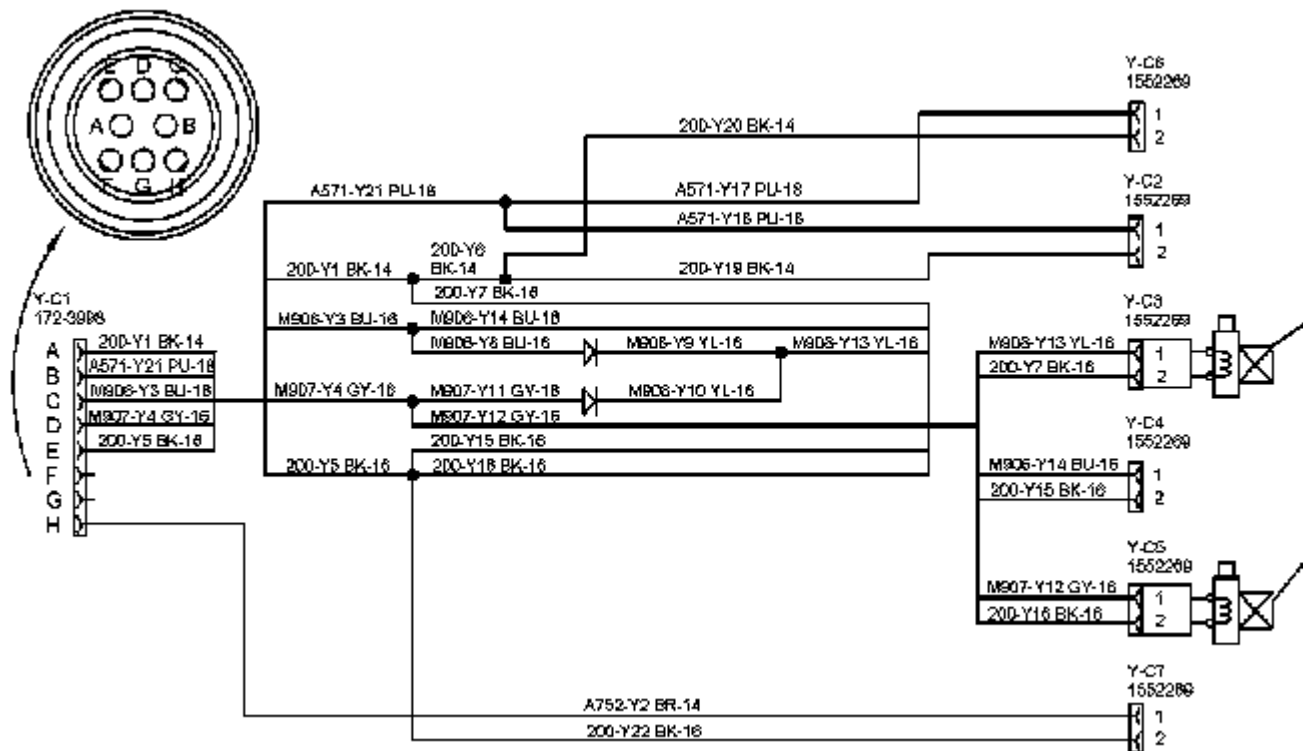 E D C
A B
F G H
Y-C1
172-3998
A 200-Y1 BK-14
B A571-Y21 PU-18
C M906-Y3 BU-16
D M907-Y4 GY-16
E 200-Y5 BK-16
F
G
H
A571-Y21 PU-18
200-Y1 BK-14
M906-Y3 BU-16
M907-Y4 GY-16
200-Y5 BK-16
200-Y20 BK-14
A571-Y17 PU-18
A571-Y18 PU-18
200-Y6
BK-14
200-Y19 BK-14
200-Y7 BK-16
M906-Y14 BU-16
M906-Y8 BU-16
M908-Y9 YL-16
M908-Y13 YL-16
M907-Y11 GY-16
M908-Y10 YL-16
M907-Y12 GY-16
200-Y15 BK-16
200-Y16 BK-16
A752-Y2 BR-14
200-Y22 BK-16
Y-C6
1552269
1
2
Y-C2
1552269
1
2
Y-C3
1552269
M908-Y13 YL-16 1
200-Y7 BK-16 2
Y-C4
1552269
M906-Y14 BU-16 1
200-Y15 BK-16 2
Y-C5
1552269
M907-Y12 GY-16 1
200-Y16 BK-16 2
Y-C7
1552269
1
2